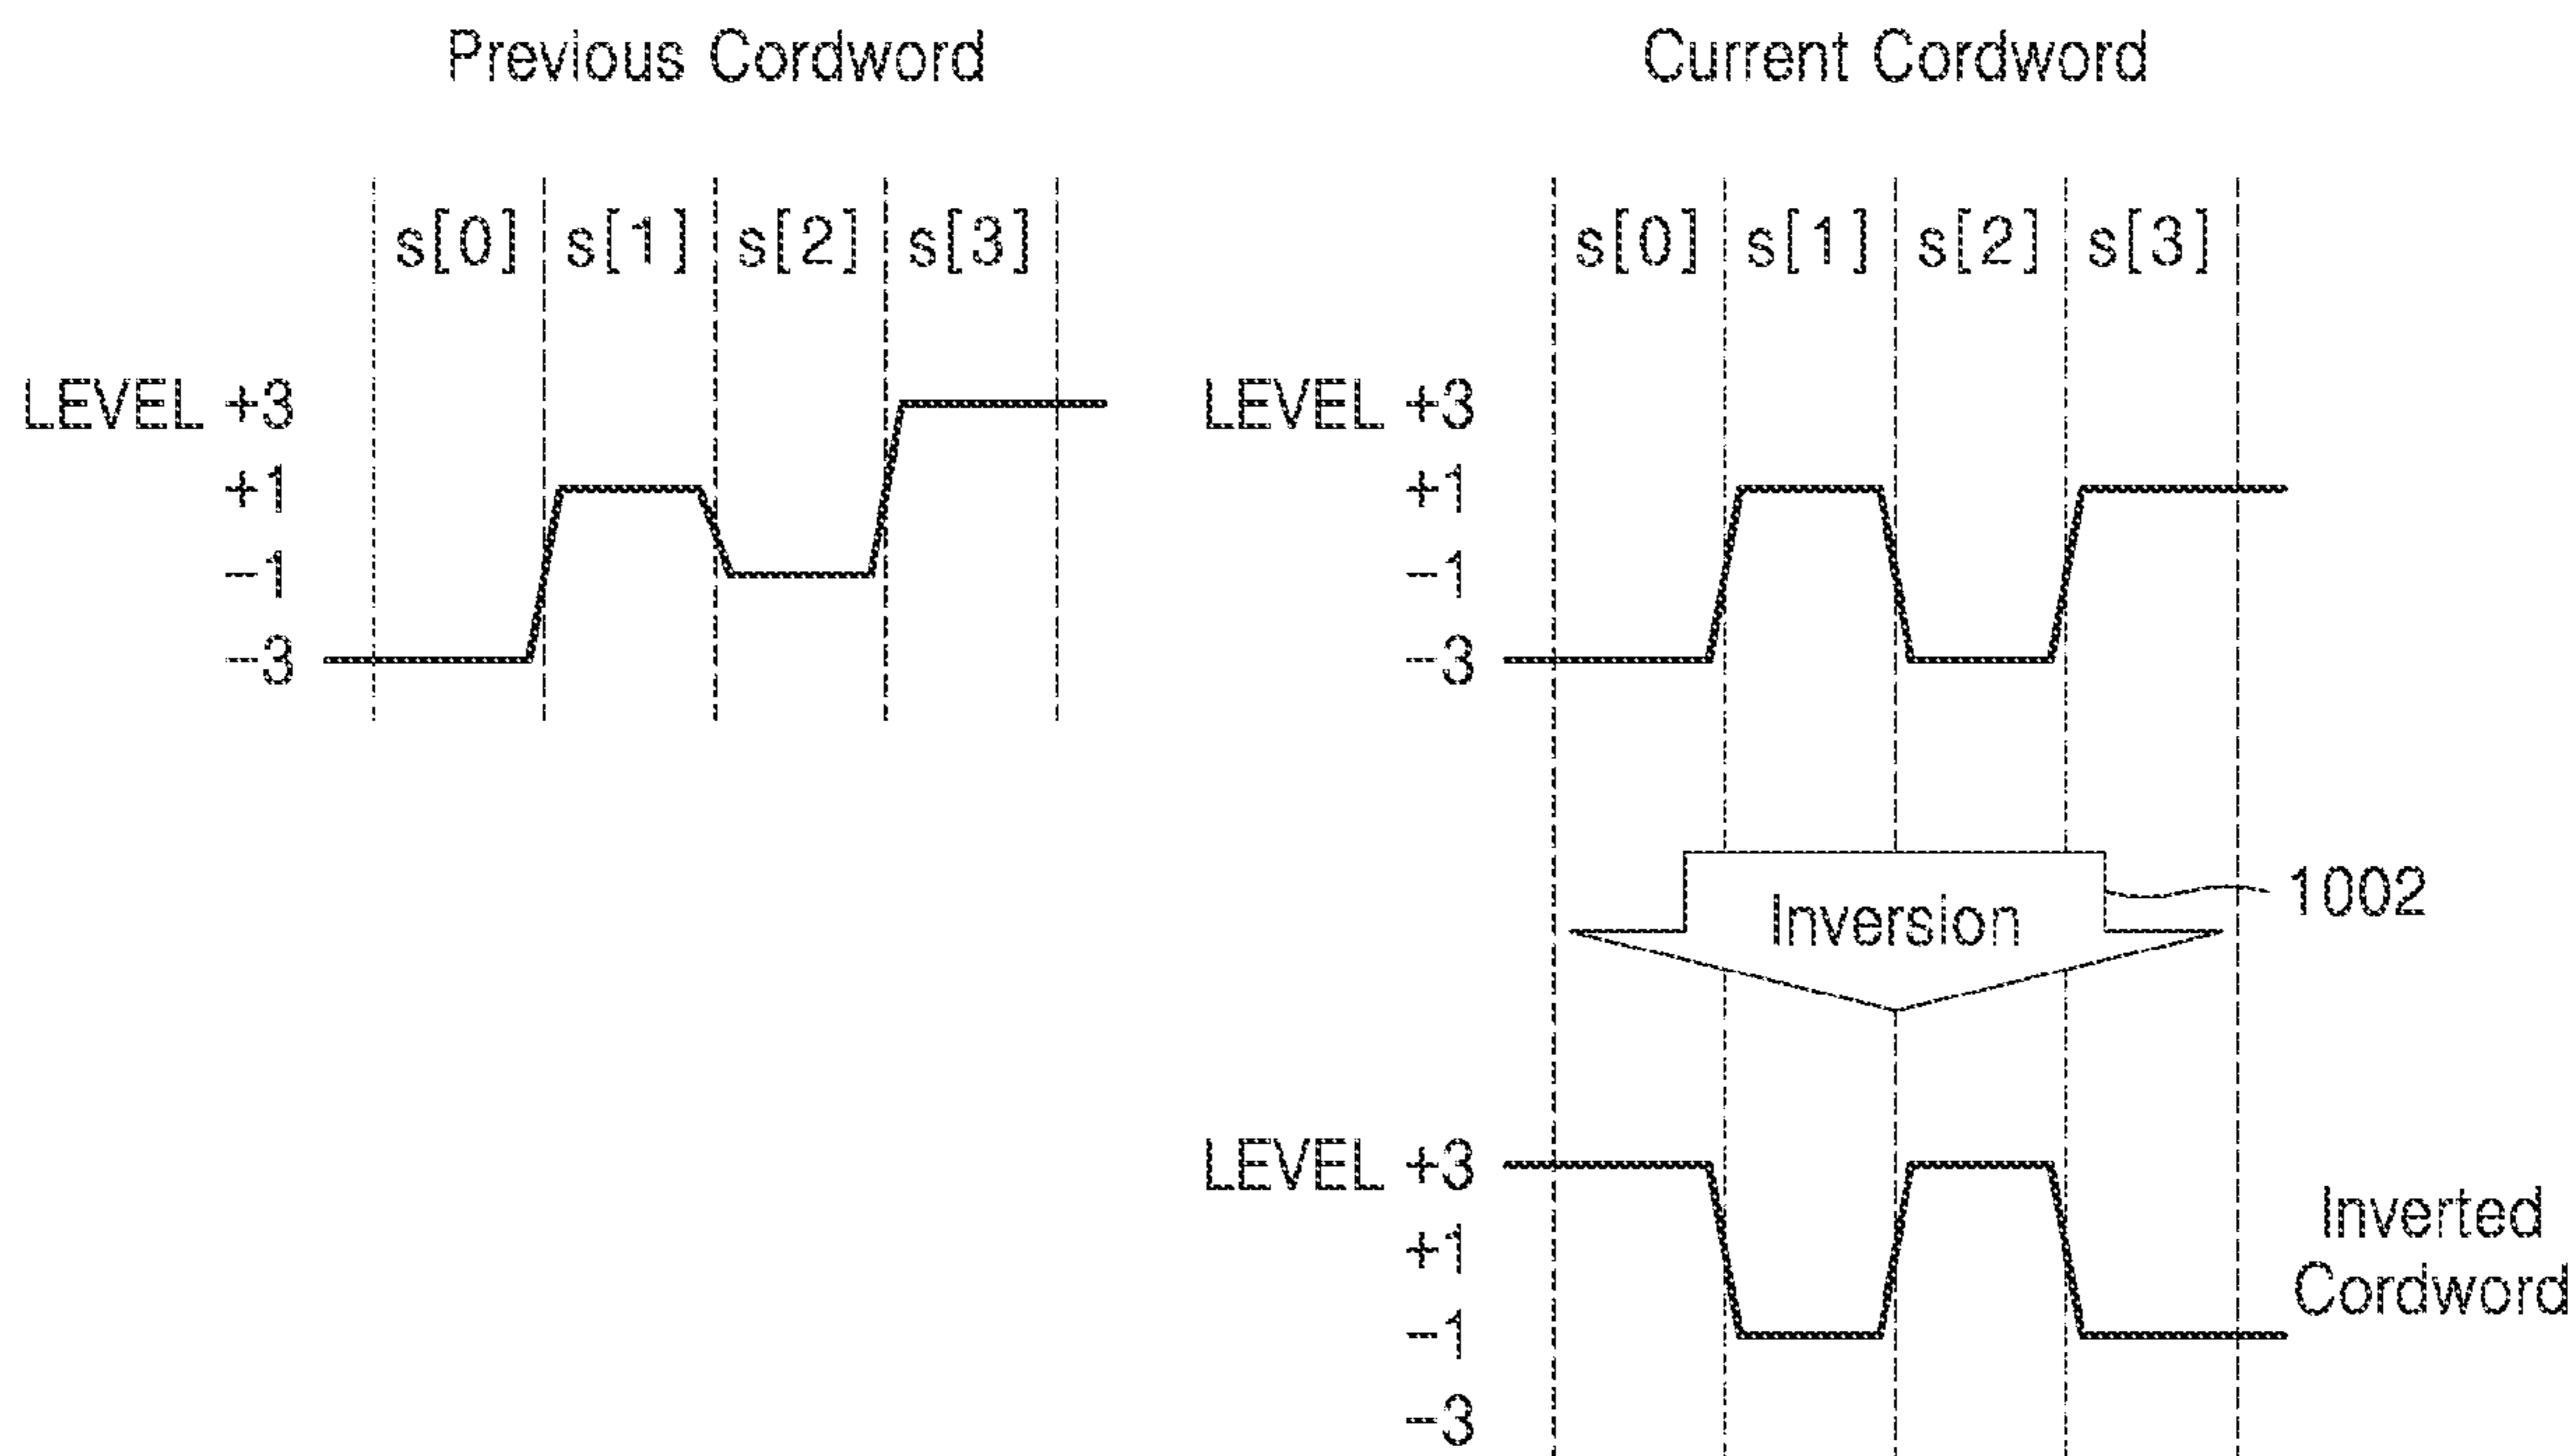 Previous Cordword
Current Cordword
s[0] s[1] s[2] s[3]
s[0] s[1] s[2] s[3]
LEVEL +3
+1
−1
−3
LEVEL +3
+1
−1
−3
Inversion
1002
LEVEL +3
+1
−1
−3
Inverted
Cordword